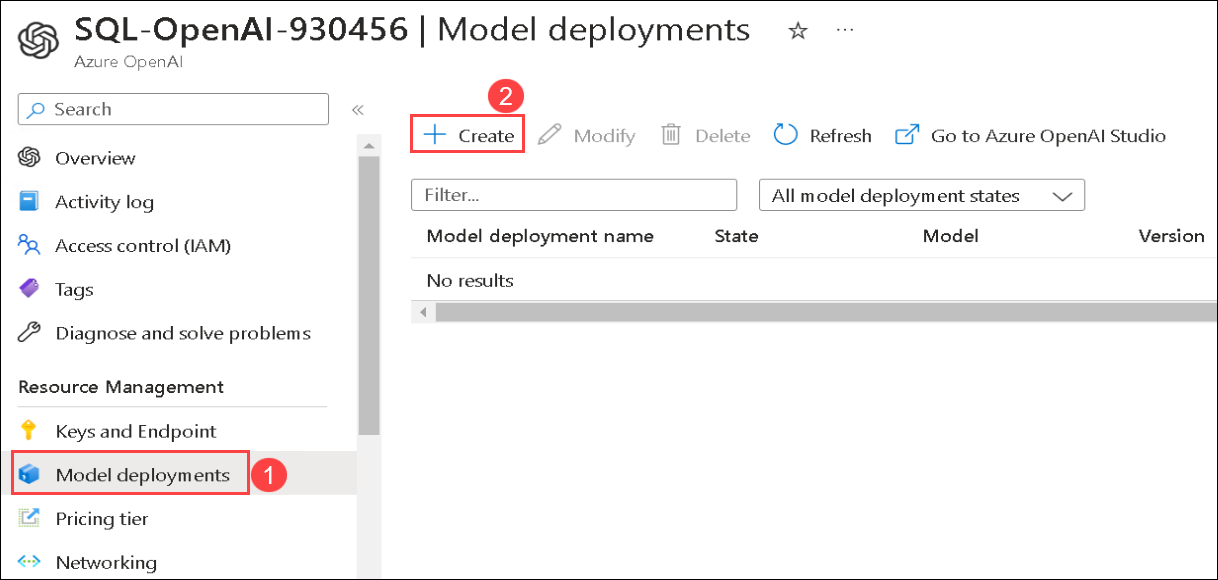 SQL-OpenAI-930456 | Model deployments ☆ ...
Azure OpenAI
Search «
2
Create Modify Delete Refresh Go to Azure OpenAI Studio
Overview
Activity log
Access control (IAM)
Tags
Diagnose and solve problems
Filter... All model deployment states
Model deployment name State Model Version
No results
Resource Management
Keys and Endpoint
Model deployments 1
Pricing tier
Networking